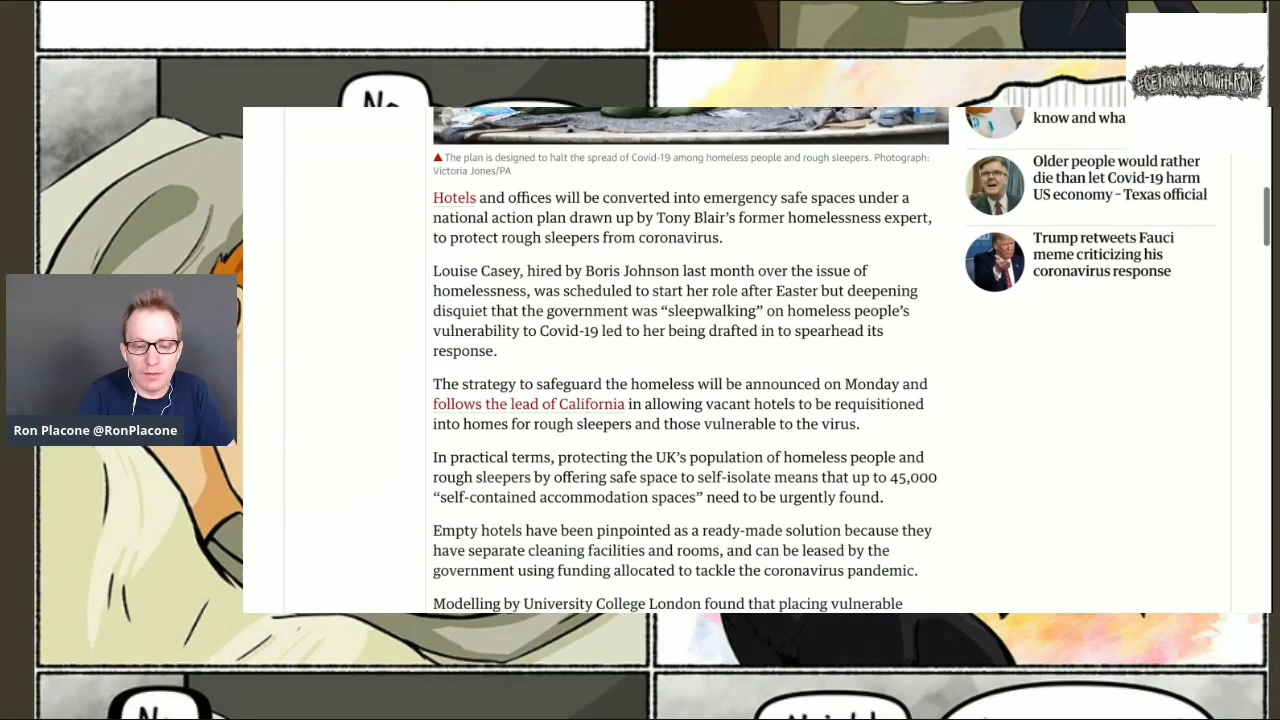 No
#GETYOURNEWSONWITHRON
know and wha
▲ The plan is designed to halt the spread of Covid-19 among homeless people and rough sleepers. Photograph:
Victoria Jones/PA
Older people would rather
die than let Covid-19 harm
US economy – Texas official
Hotels and offices will be converted into emergency safe spaces under a
national action plan drawn up by Tony Blair’s former homelessness expert,
to protect rough sleepers from coronavirus.
Trump retweets Fauci
meme criticizing his
coronavirus response
Louise Casey, hired by Boris Johnson last month over the issue of
homelessness, was scheduled to start her role after Easter but deepening
disquiet that the government was “sleepwalking” on homeless people’s
vulnerability to Covid-19 led to her being drafted in to spearhead its
response.
The strategy to safeguard the homeless will be announced on Monday and
follows the lead of California in allowing vacant hotels to be requisitioned
into homes for rough sleepers and those vulnerable to the virus.
Ron Placone @RonPlacone
In practical terms, protecting the UK’s population of homeless people and
rough sleepers by offering safe space to self-isolate means that up to 45,000
“self-contained accommodation spaces” need to be urgently found.
Empty hotels have been pinpointed as a ready-made solution because they
have separate cleaning facilities and rooms, and can be leased by the
government using funding allocated to tackle the coronavirus pandemic.
Modelling by University College London found that placing vulnerable